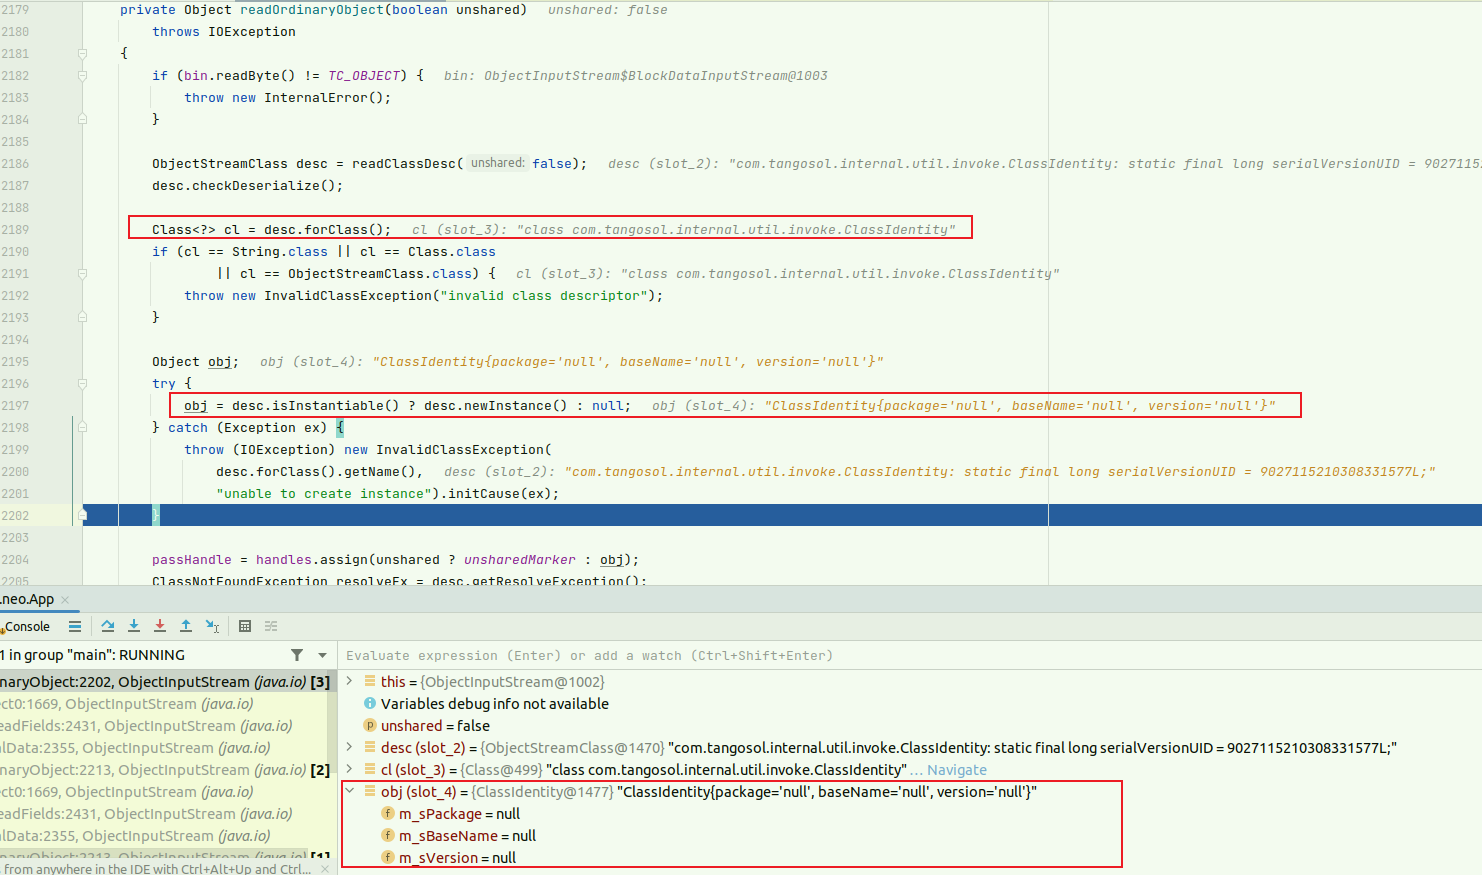 2179 private Object readOrdinaryObject(boolean unshared) unshared: false
2180 throws IOException
2181 {
2182 if (bin.readByte() != TC_OBJECT) { bin: ObjectInputStream$BlockDataInputStream@1003
2183 throw new InternalError();
2184 }
2185
2186 ObjectStreamClass desc = readClassDesc( unshared: false); desc (slot_2): "com.tangosol.internal.util.invoke.ClassIdentity: static final long serialVersionUID = 9027115
2187 desc.checkDeserialize();
2188
2189 Class<?> cl = desc.forClass(); cl (slot_3): "class com.tangosol.internal.util.invoke.ClassIdentity"
2190 if (cl == String.class || cl == Class.class
2191 || cl == ObjectStreamClass.class) { cl (slot_3): "class com.tangosol.internal.util.invoke.ClassIdentity"
2192 throw new InvalidClassException("invalid class descriptor");
2193 }
2194
2195 Object obj; obj (slot_4): "ClassIdentity{package='null', baseName='null', version='null'}"
2196 try {
2197 obj = desc.isInstantiable() ? desc.newInstance() : null; obj (slot_4): "ClassIdentity{package='null', baseName='null', version='null'}"
2198 } catch (Exception ex) {
2199 throw (IOException) new InvalidClassException(
2200 desc.forClass().getName(), desc (slot_2): "com.tangosol.internal.util.invoke.ClassIdentity: static final long serialVersionUID = 9027115210308331577L;"
2201 "unable to create instance").initCause(ex);
2202 }
2203
2204 passHandle = handles.assign(unshared ? unsharedMarker : obj);
2205 ClassNotFoundException resolveEx = desc.getResolveException();
.neo.App
Console
1 in group "main": RUNNING
naryObject:2202, ObjectInputStream (java.io) [3]
ct0:1669, ObjectInputStream (java.io)
eadFields:2431, ObjectInputStream (java.io)
alData:2355, ObjectInputStream (java.io)
naryObject:2213, ObjectInputStream (java.io) [2]
ct0:1669, ObjectInputStream (java.io)
eadFields:2431, ObjectInputStream (java.io)
alData:2355, ObjectInputStream (java.io)
naryObject:2213, ObjectInputStream (java.io) [1]
from anywhere in the IDE with Ctrl+Alt+Up and Ctrl...
Evaluate expression (Enter) or add a watch (Ctrl+Shift+Enter)
this = {ObjectInputStream@1002}
Variables debug info not available
unshared = false
desc (slot_2) = {ObjectStreamClass@1470} "com.tangosol.internal.util.invoke.ClassIdentity: static final long serialVersionUID = 9027115210308331577L;"
cl (slot_3) = {Class@499} "class com.tangosol.internal.util.invoke.ClassIdentity" ... Navigate
obj (slot_4) = {ClassIdentity@1477} "ClassIdentity{package='null', baseName='null', version='null'}"
m_sPackage = null
m_sBaseName = null
m_sVersion = null